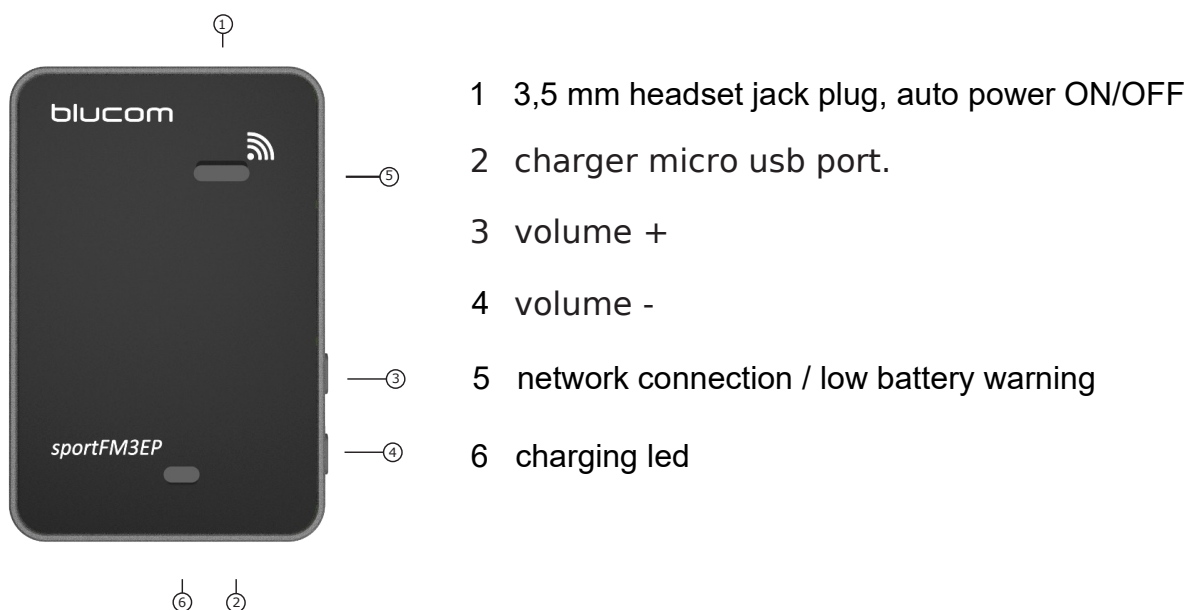 1
blucom
1 3,5 mm headset jack plug, auto power ON/OFF
2 charger micro usb port.
5
3 volume +
4 volume -
3
5 network connection / low battery warning
sportFM3EP
4
6 charging led
6 2